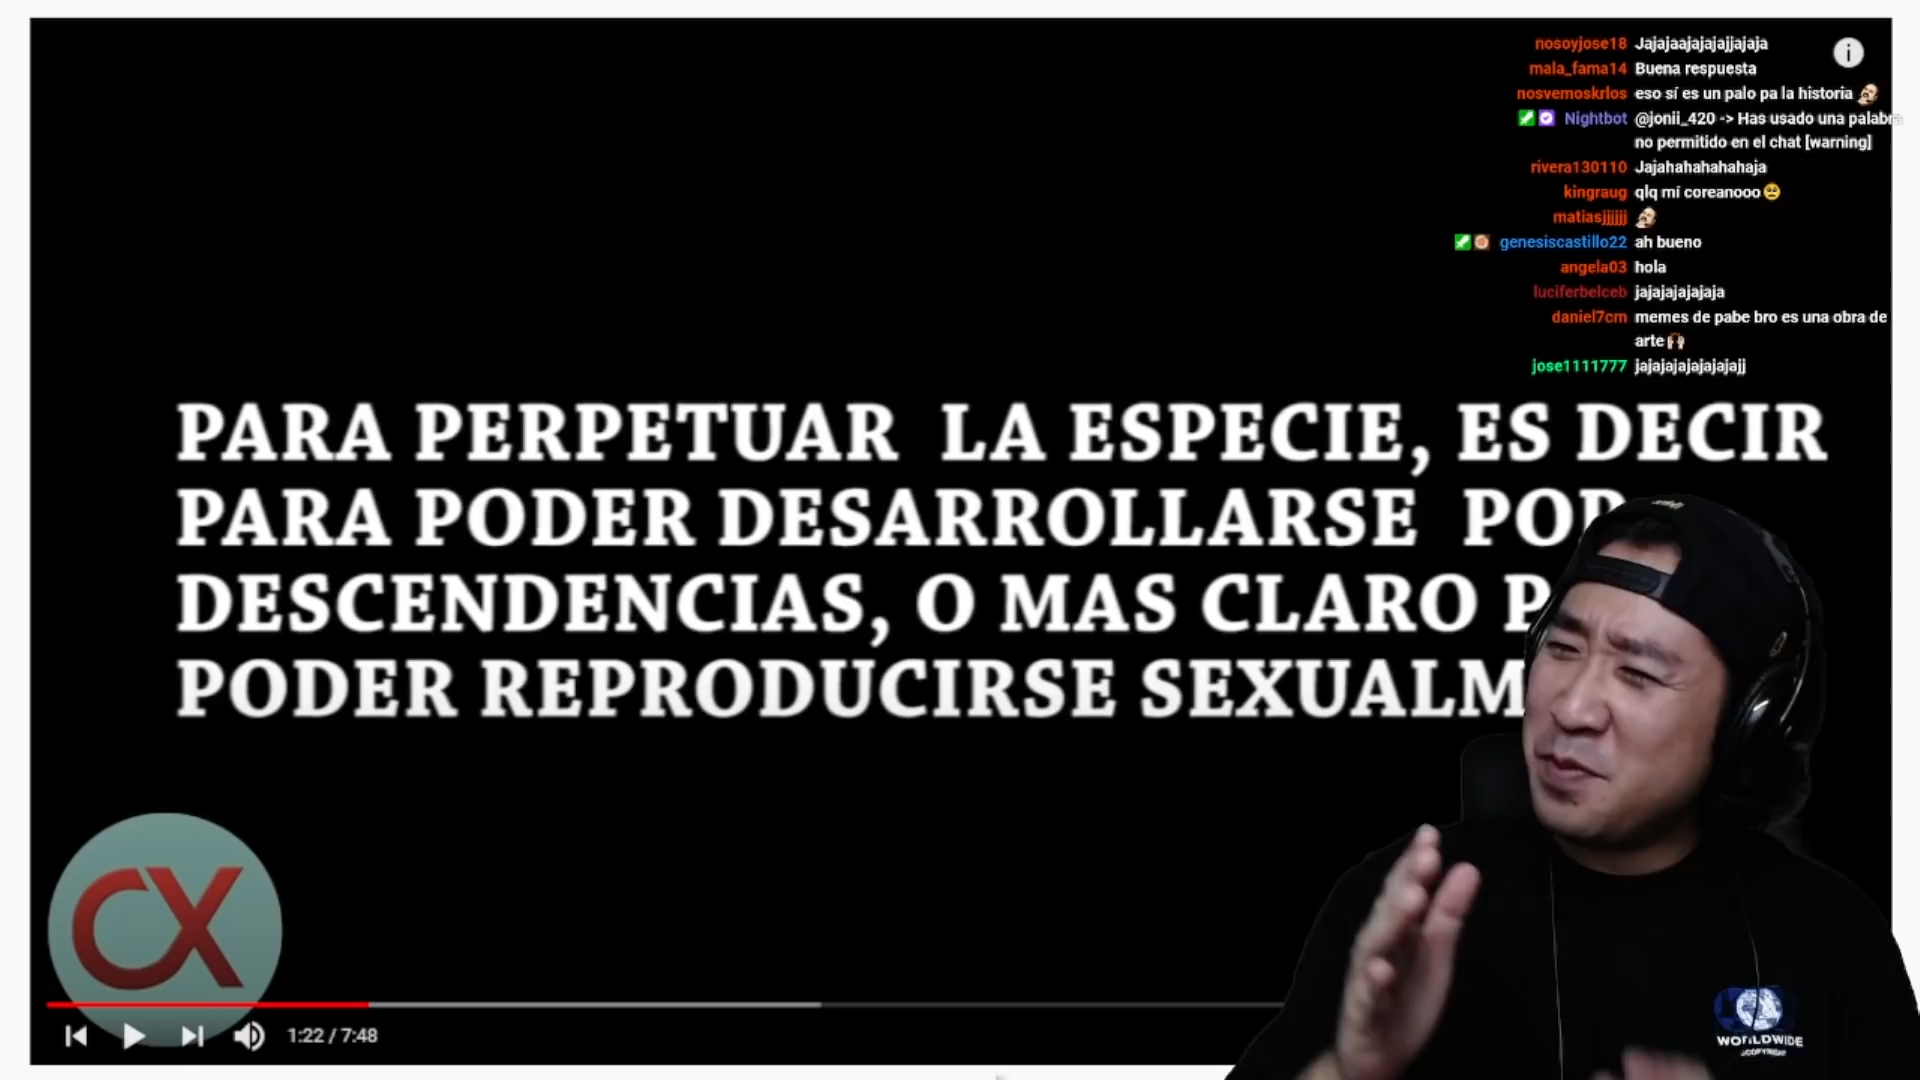 nosoyjose18 Jajajaajajajajjajaja
mala_fama14 Buena respuesta
nosvemoskrlos eso sí es un palo pa la historia
Nightbot @jonii_420 -> Has usado una palabra
no permitido en el chat [warning]
rivera130110 Jajahahahahahaja
kingraug qlq mí coreanooo
matiasjjjjjj
genesiscastillo22 ah bueno
angela03 hola
luciferbelceb jajajajajajaja
daniel7cm memes de pabe bro es una obra de
arte
jose1111777 jajajajajajajajajj
PARA PERPETUAR LA ESPECIE, ES DECIR
PARA PODER DESARROLLARSE POR
DESCENDENCIAS, O MAS CLARO
PODER REPRODUCIRSE
CX
1:22 / 7:48
WORLDWIDE